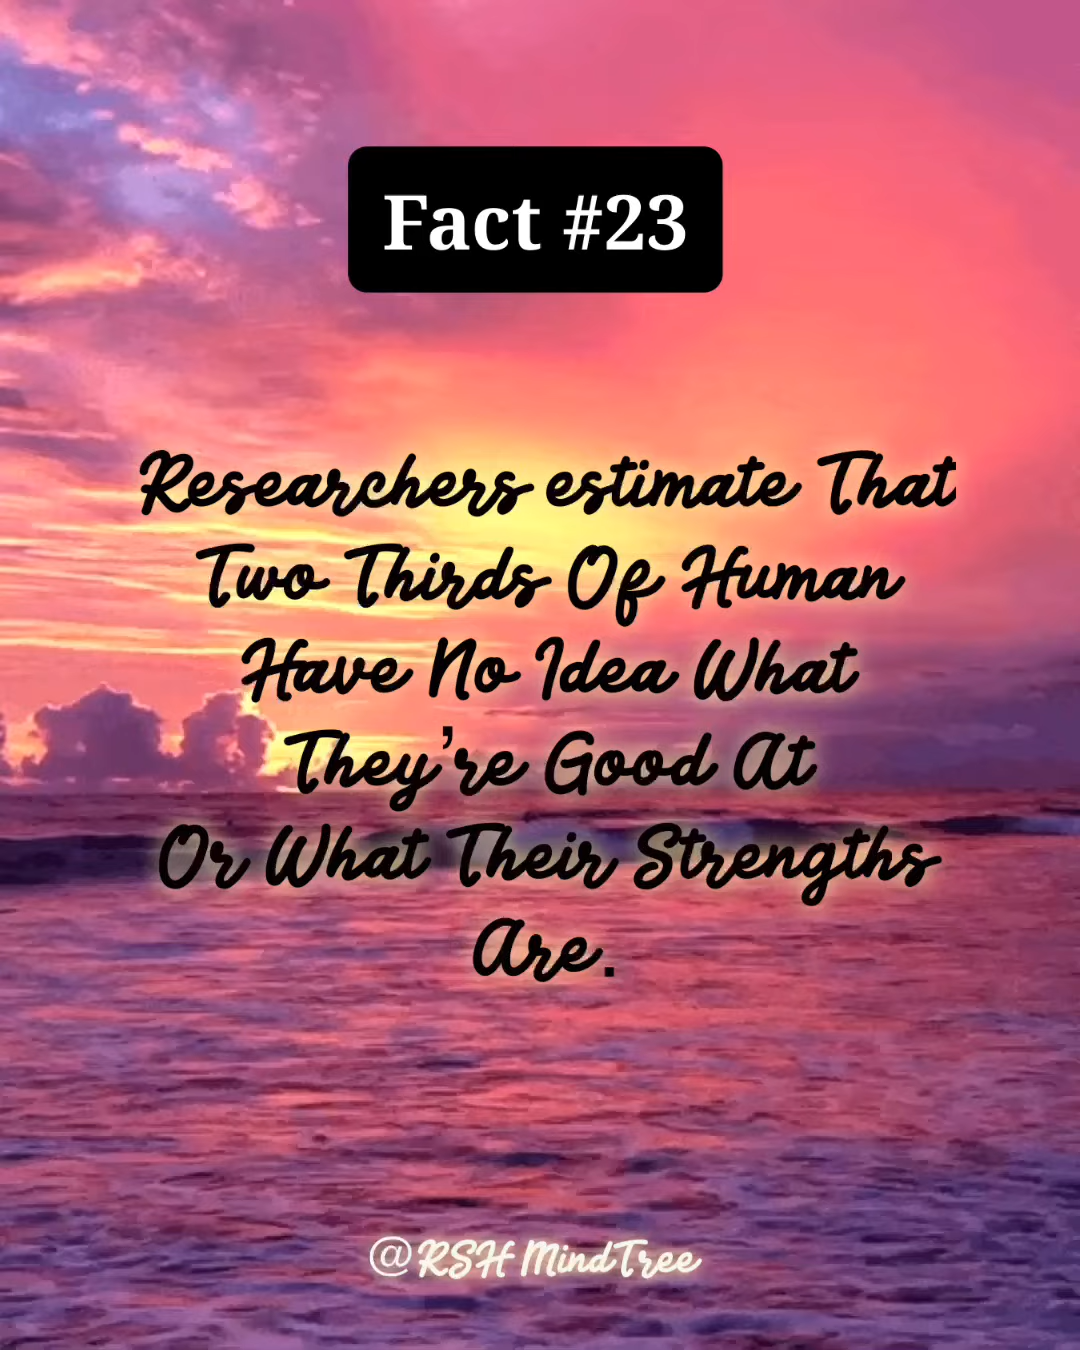 Fact #23
Researchers estimate That
Two Thirds Of Human
Have No Idea What
They're Good At
Or What Their Strengths
Are.
@RSH MindTree